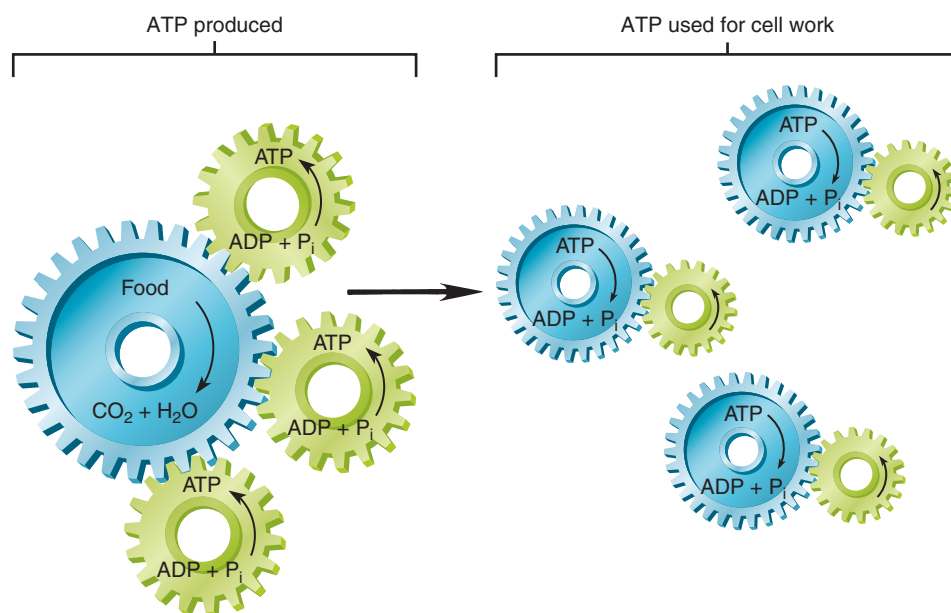 ATP produced
ATP used for cell work
ATP
ADP + Pi
Food
CO₂ + H₂O
ATP
ADP + Pi
ATP
ADP + Pi
ATP
ADP + Pi
ATP
ADP + Pi
ATP
ADP + Pi